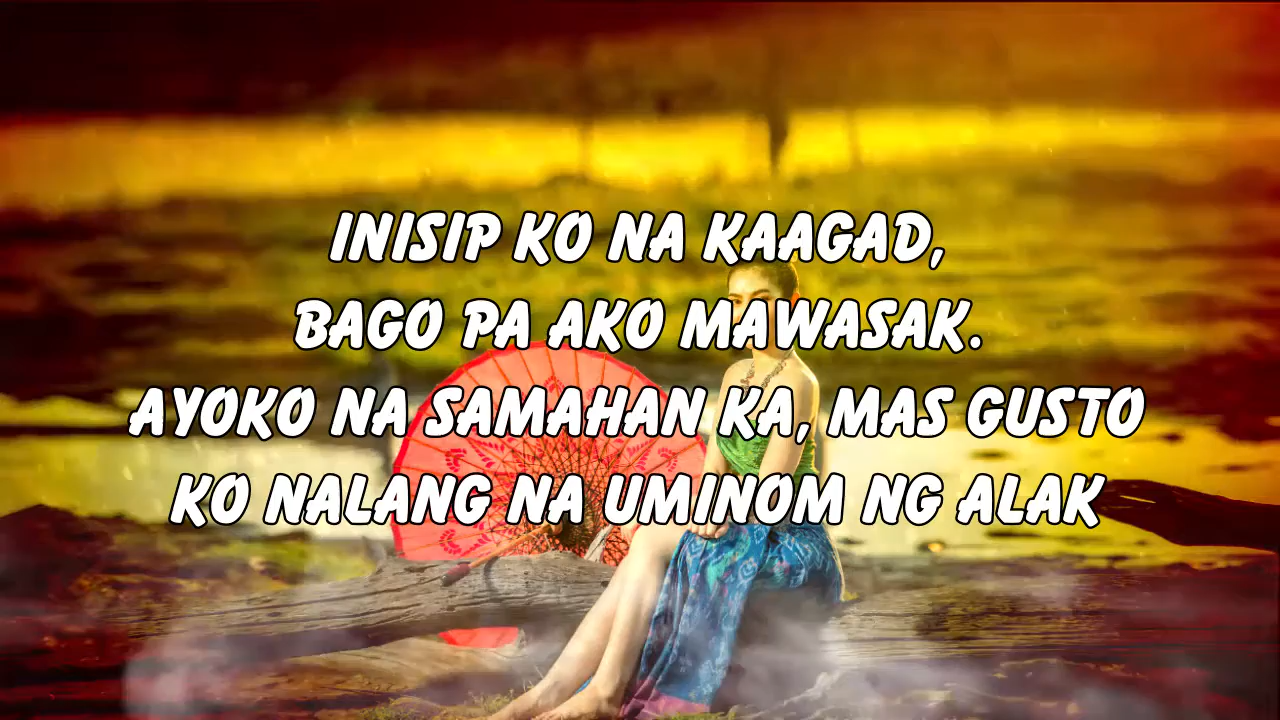 INISIP KO NA KAAGAD,
BAGO PA AKO MAWASAK.
AYOKO NA SAMAHAN KA, MAS GUSTO
KO NALANG NA UMINOM NG ALAK